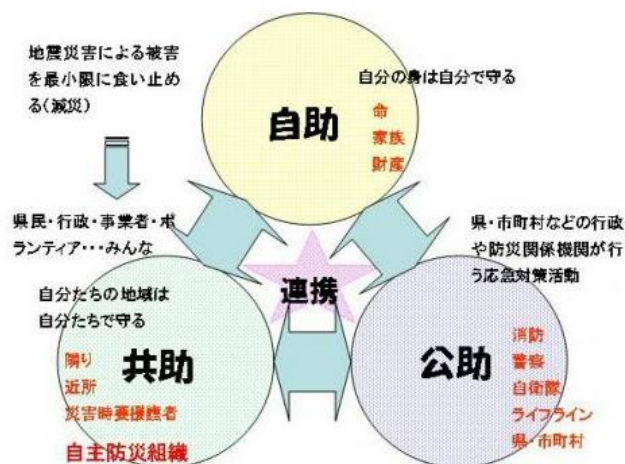 地震災害による被害
を最小限に食い止め
る(減災)
自分の身は自分で守る
自助
命
家族
財産
県民・行政・事業者・ボ
ランティア・・・みんな
県・市町村などの行政
や防災関係機関が行
う応急対策活動
連携
自分たちの地域は
自分たちで守る
共助
隣り
近所
災害時要援護者
自主防災組織
公助
消防
警察
自衛隊
ライフライン
県・市町村